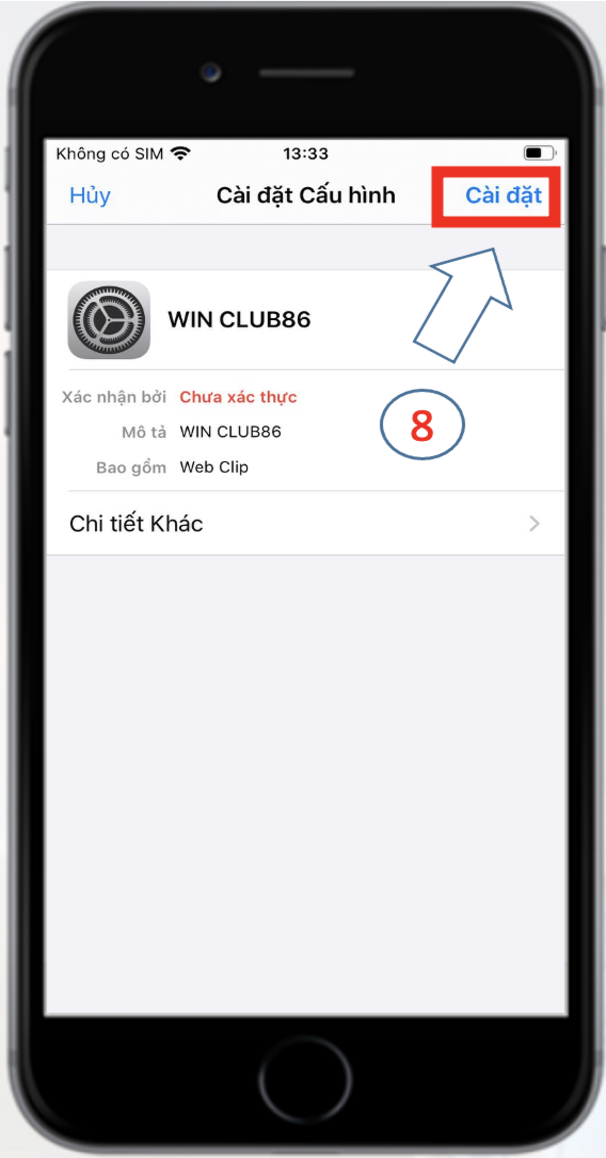 Không có SIM 13:33
Hủy Cài đặt Cấu hình Cài đặt
WIN CLUB86
Xác nhận bởi Chưa xác thực
Mô tả WIN CLUB86
Bao gồm Web Clip
8
Chi tiết Khác